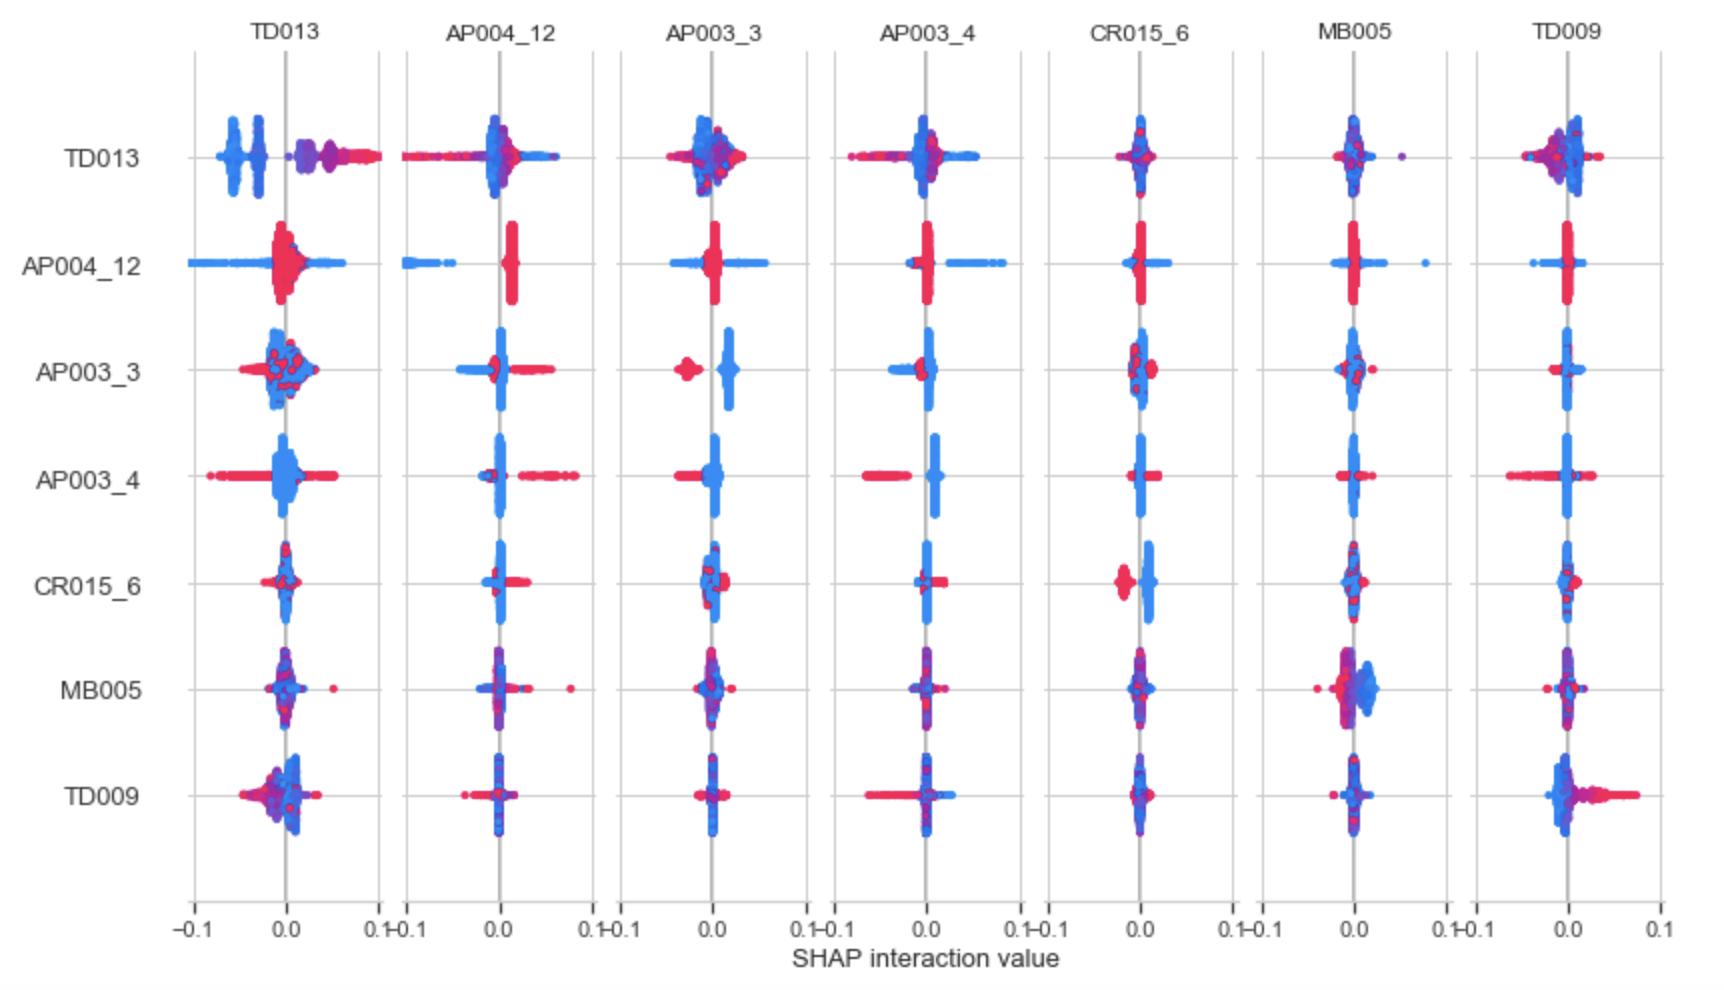 TD013 AP004_12 AP003_3 AP003_4 CR015_6 MB005 TD009
TD013
AP004_12
AP003_3
AP003_4
CR015_6
MB005
TD009
−0.1 0.0 0.1−0.1 0.0 0.1−0.1 0.0 0.1−0.1 0.0 0.1−0.1 0.0 0.1−0.1 0.0 0.1−0.1 0.0 0.1
SHAP interaction value